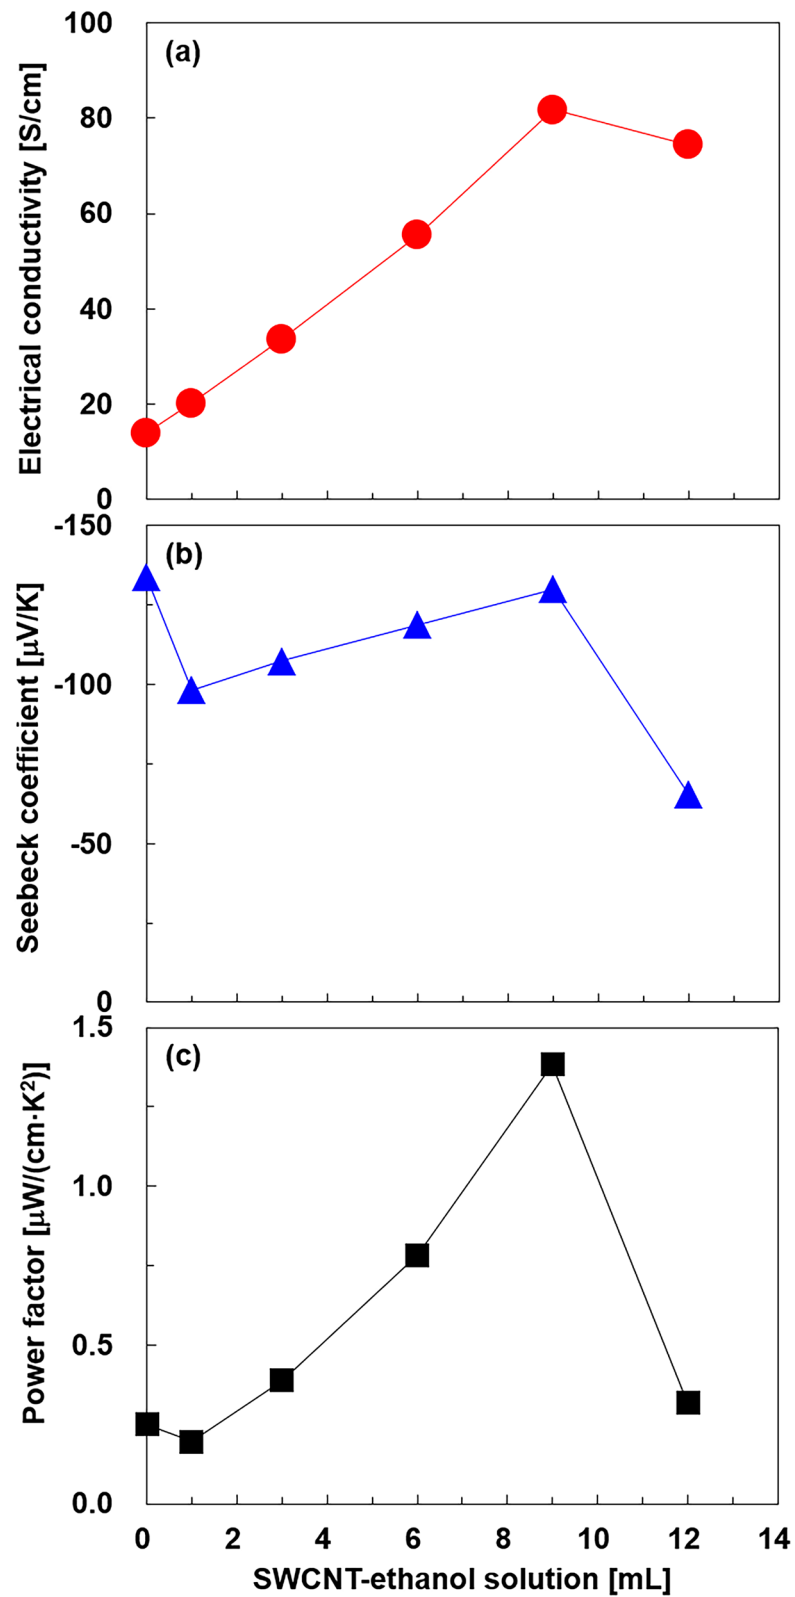 (a)
Electrical conductivity [S/cm]
100
80
60
40
20
0
(b)
Seebeck coefficient [μV/K]
-150
-100
-50
0
(c)
Power factor [μW/(cm·K²)]
1.5
1.0
0.5
0.0
0 2 4 6 8 10 12 14
SWCNT-ethanol solution [mL]